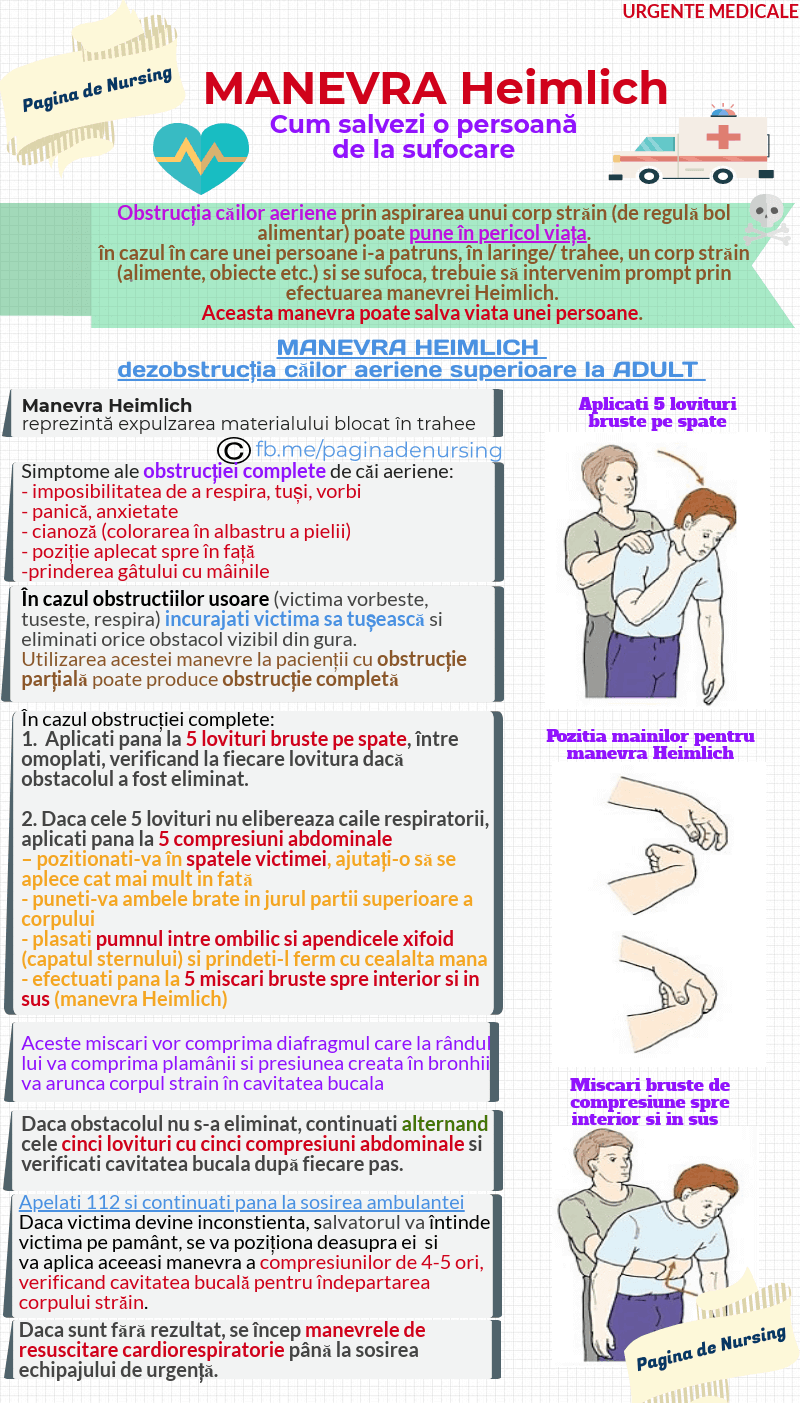 URGENTE MEDICALE
Pagina de Nursing
MANEVRA Heimlich
Cum salvezi o persoană
de la sufocare
Obstrucția căilor aeriene prin aspirarea unui corp străin (de regulă bol
alimentar) poate pune în pericol viața.
în cazul în care unei persoane i-a patruns, în laringe/ trahee, un corp străin
(alimente, obiecte etc.) si se sufoca, trebuie să intervenim prompt prin
efectuarea manevrei Heimlich.
Aceasta manevra poate salva viata unei persoane.
MANEVRA HEIMLICH
dezobstrucția căilor aeriene superioare la ADULT
Manevra Heimlich
reprezintă expulzarea materialului blocat în trahee
© fb.me/paginadenursing
Simptome ale obstrucției complete de căi aeriene:
- imposibilitatea de a respira, tuși, vorbi
- panică, anxietate
- cianoză (colorarea în albastru a pielii)
- poziție aplecat spre în față
-prinderea gâtului cu mâinile
În cazul obstructiilor usoare (victima vorbeste,
tuseste, respira) incurajati victima sa tușească si
eliminati orice obstacol vizibil din gura.
Utilizarea acestei manevre la pacienții cu obstrucție
parțială poate produce obstrucție completă
În cazul obstrucției complete:
1. Aplicati pana la 5 lovituri bruste pe spate, între
omoplati, verificand la fiecare lovitura dacă
obstacolul a fost eliminat.
2. Daca cele 5 lovituri nu elibereaza caile respiratorii,
aplicati pana la 5 compresiuni abdominale
– pozitionati-va în spatele victimei, ajutați-o să se
aplece cat mai mult in fată
- puneti-va ambele brate in jurul partii superioare a
corpului
- plasati pumnul intre ombilic si apendicele xifoid
(capatul sternului) si prindeti-l ferm cu cealalta mana
- efectuati pana la 5 miscari bruste spre interior si in
sus (manevra Heimlich)
Aceste miscari vor comprima diafragmul care la rândul
lui va comprima plamânii si presiunea creata în bronhii
va arunca corpul strain în cavitatea bucala
Daca obstacolul nu s-a eliminat, continuati alternand
cele cinci lovituri cu cinci compresiuni abdominale si
verificati cavitatea bucala după fiecare pas.
Apelati 112 si continuati pana la sosirea ambulantei
Daca victima devine inconstienta, salvatorul va întinde
victima pe pamânt, se va poziționa deasupra ei si
va aplica aceeasi manevra a compresiunilor de 4-5 ori,
verificand cavitatea bucală pentru îndepartarea
corpului străin.
Daca sunt fără rezultat, se încep manevrele de
resuscitare cardiorespiratorie până la sosirea
echipajului de urgență.
Aplicati 5 lovituri
bruste pe spate
Pozitia mainilor pentru
manevra Heimlich
Miscari bruste de
compresiune spre
interior si in sus
Pagina de Nursing